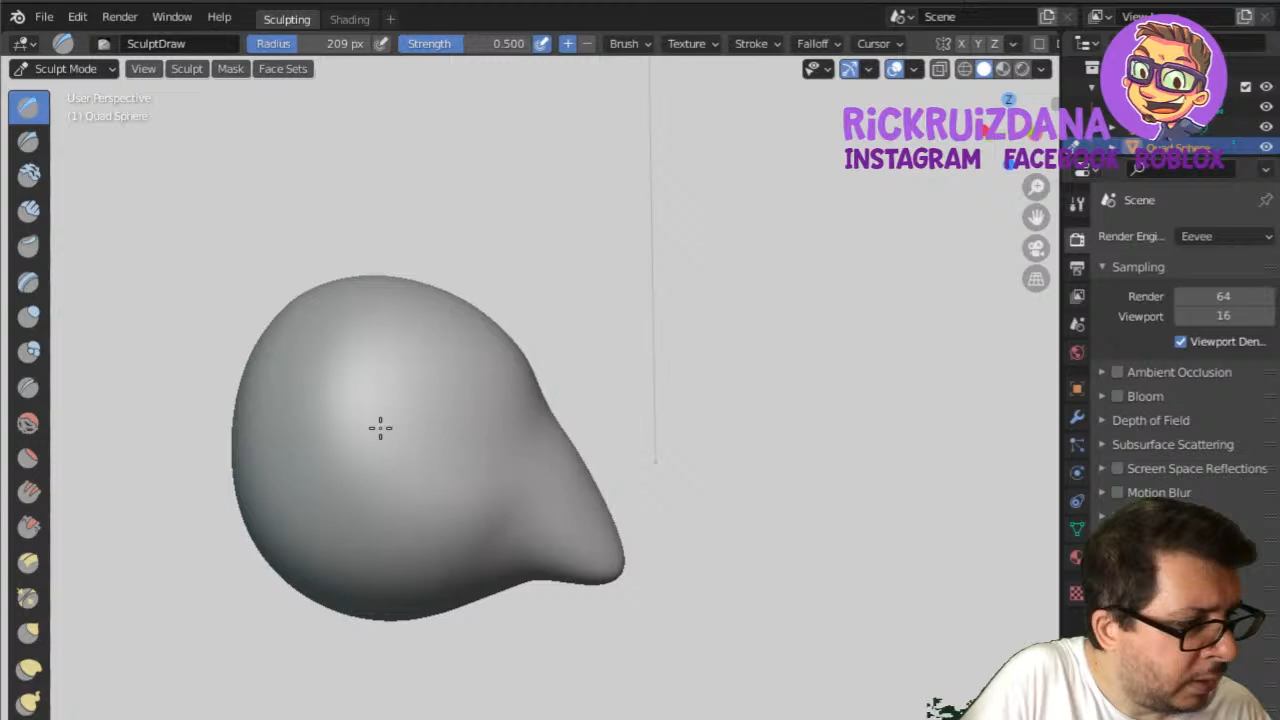 File Edit Render Window Help Sculpting Shading + Scene
SculptDraw Radius 209 px Strength 0.500 + − Brush Texture Stroke Falloff Cursor X Y Z
Sculpt Mode View Sculpt Mask Face Sets
User Perspective
(1) Quad Sphere
Z
RiCKRUiZDANA
INSTAGRAM FACEBOOK ROBLOX
Quad Sphere
Scene
Render Engi... Eevee
Sampling
Render 64
Viewport 16
Viewport Den...
Ambient Occlusion
Bloom
Depth of Field
Subsurface Scattering
Screen Space Reflections
Motion Blur